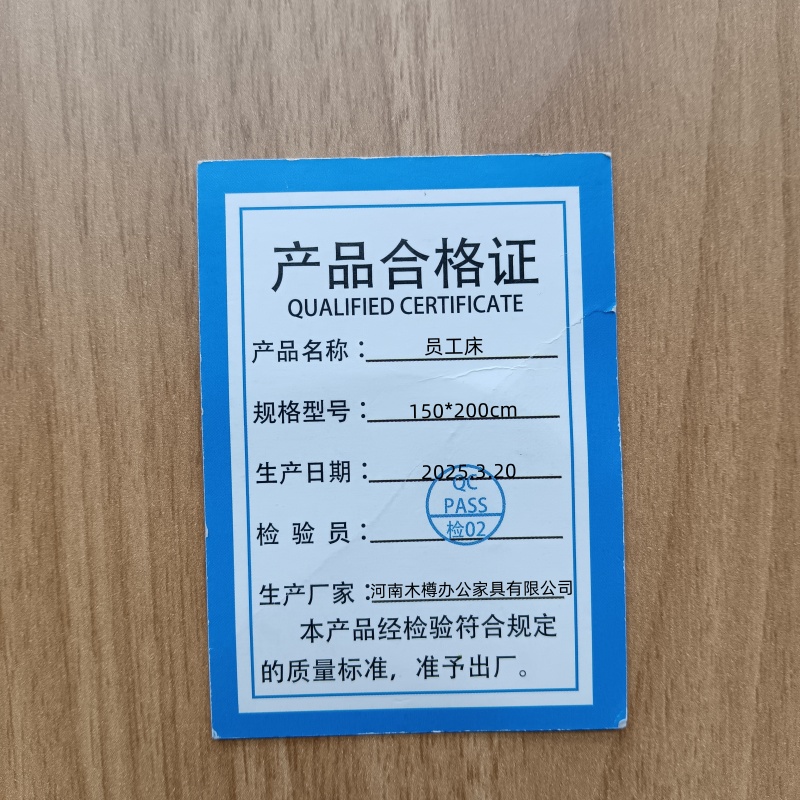 产品合格证
QUALIFIED CERTIFICATE
产品名称：员工床
规格型号：150*200cm
生产日期：2025.3.20
QC
PASS
检验员：检02
生产厂家：河南木樽办公家具有限公司
本产品经检验符合规定
的质量标准，准予出厂。